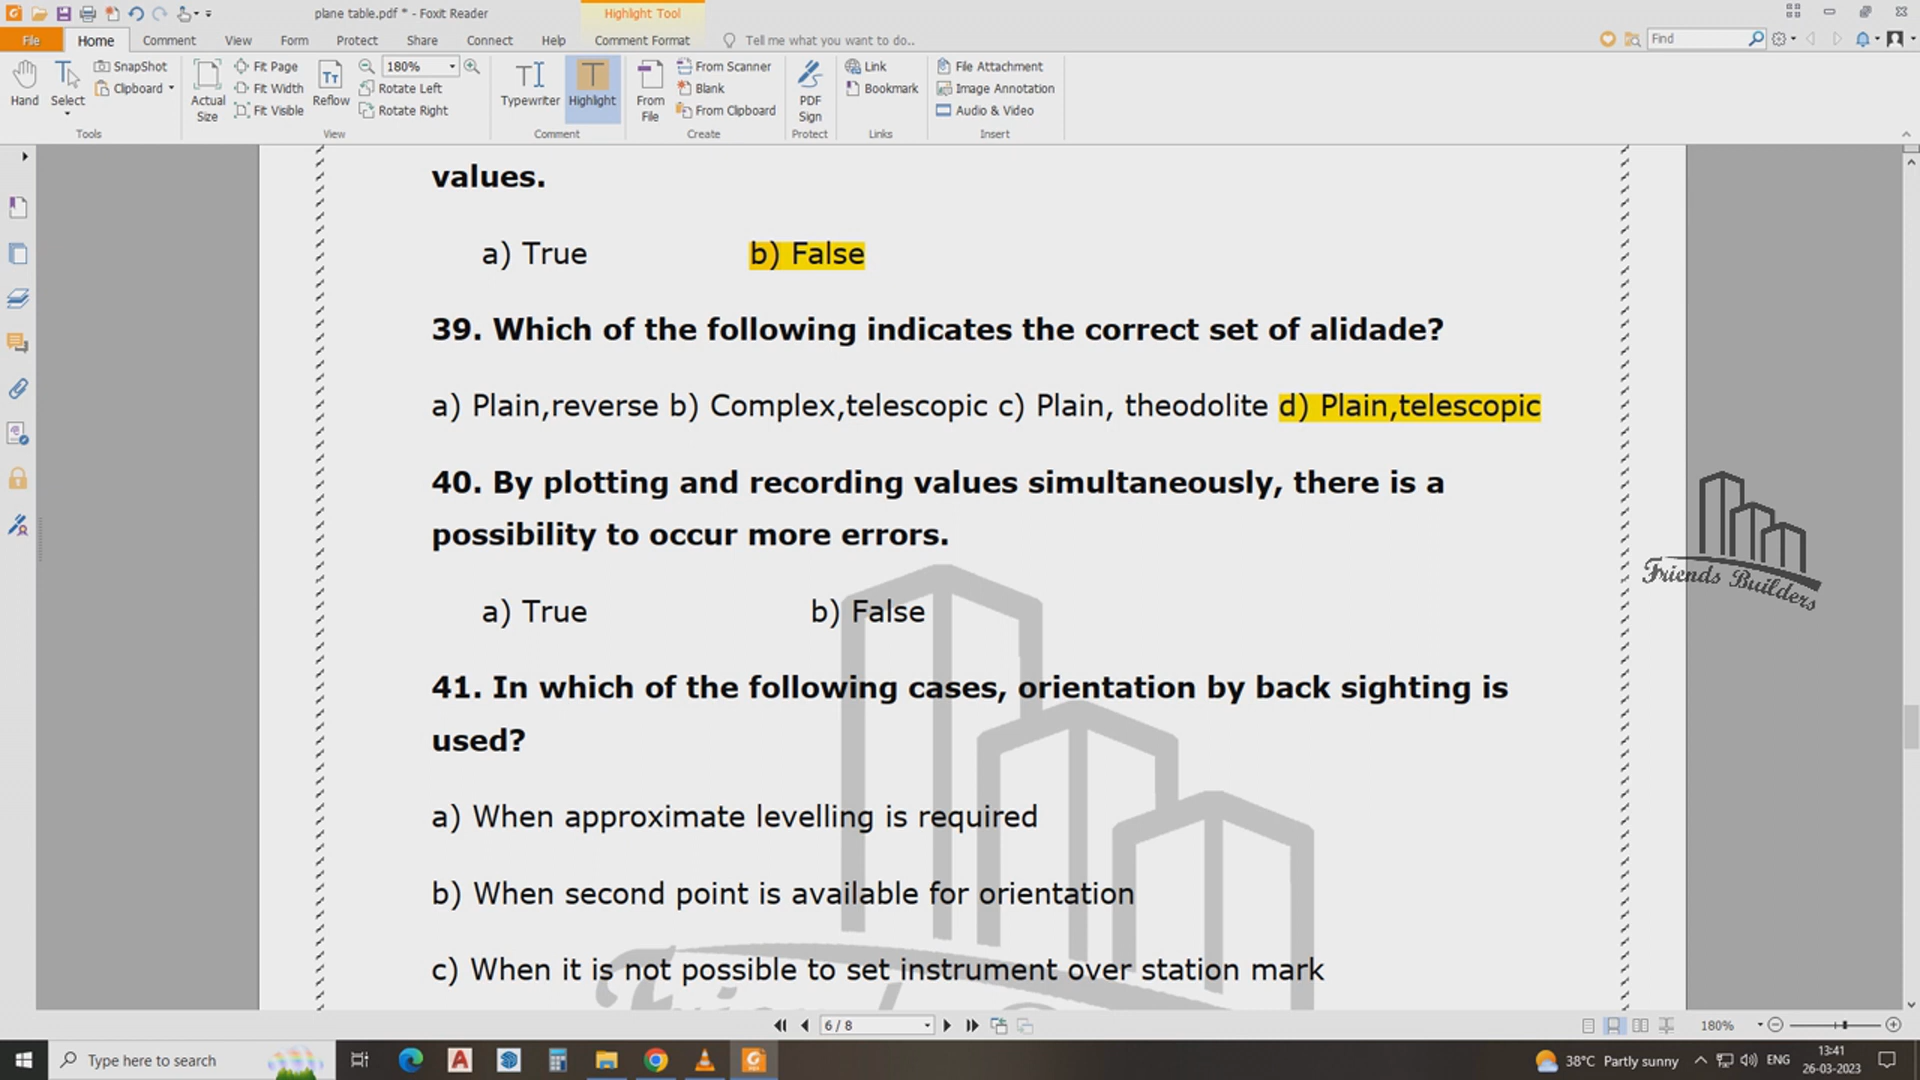 plane table.pdf * - Foxit Reader
Highlight Tool
File
Home
Comment
View
Form
Protect
Share
Connect
Help
Comment Format
Tell me what you want to do..
Find
Hand
Select
SnapShot
Clipboard
Tools
Actual Size
Fit Page
Fit Width
Fit Visible
Reflow
180%
Rotate Left
Rotate Right
View
Typewriter
Highlight
Comment
From File
From Scanner
Blank
From Clipboard
Create
PDF Sign
Protect
Link
Bookmark
Links
File Attachment
Image Annotation
Audio & Video
Insert
values.
a) True b) False
39. Which of the following indicates the correct set of alidade?
a) Plain,reverse b) Complex,telescopic c) Plain, theodolite d) Plain,telescopic
40. By plotting and recording values simultaneously, there is a
possibility to occur more errors.
a) True b) False
41. In which of the following cases, orientation by back sighting is
used?
a) When approximate levelling is required
b) When second point is available for orientation
c) When it is not possible to set instrument over station mark
Friends Builders
6 / 8
180%
Type here to search
38°C Partly sunny
ENG
13:41
26-03-2023